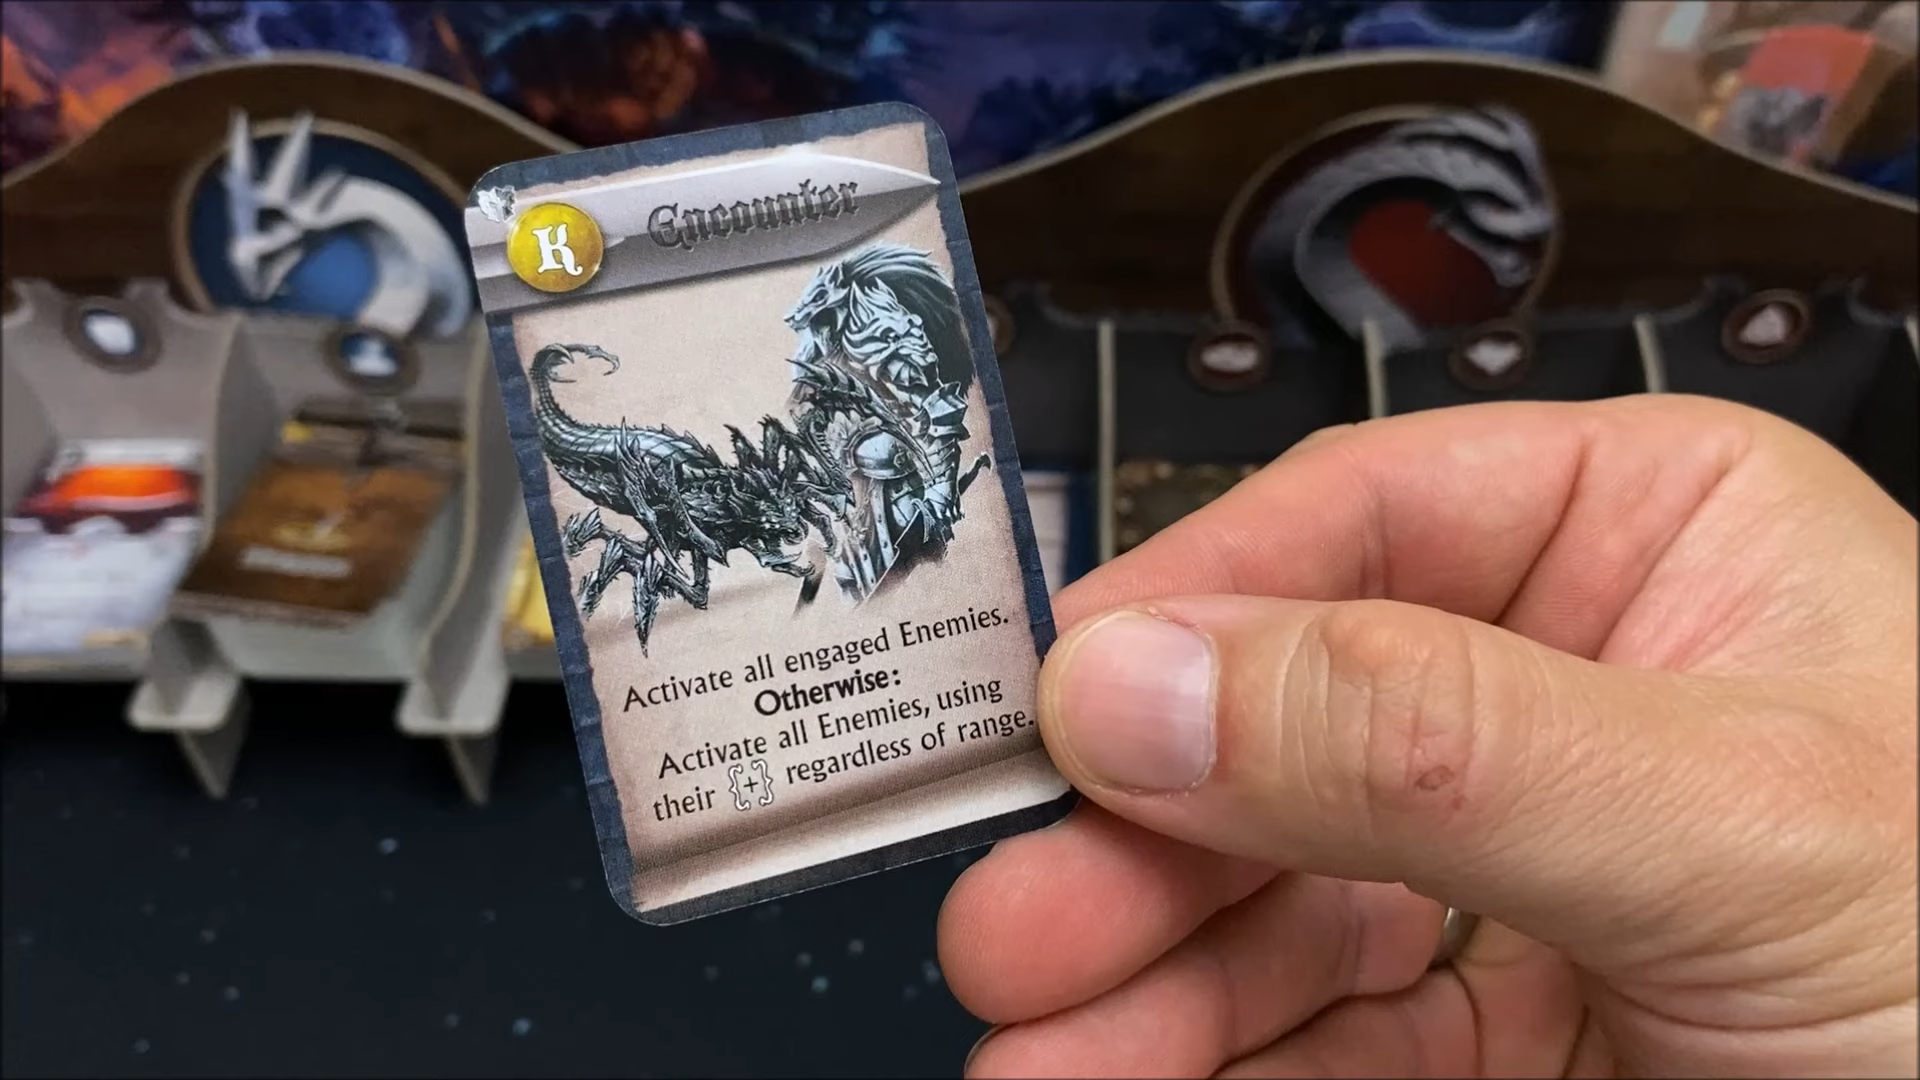 K
Encounter
Activate all engaged Enemies.
Otherwise:
Activate all Enemies, using
their {+} regardless of range.